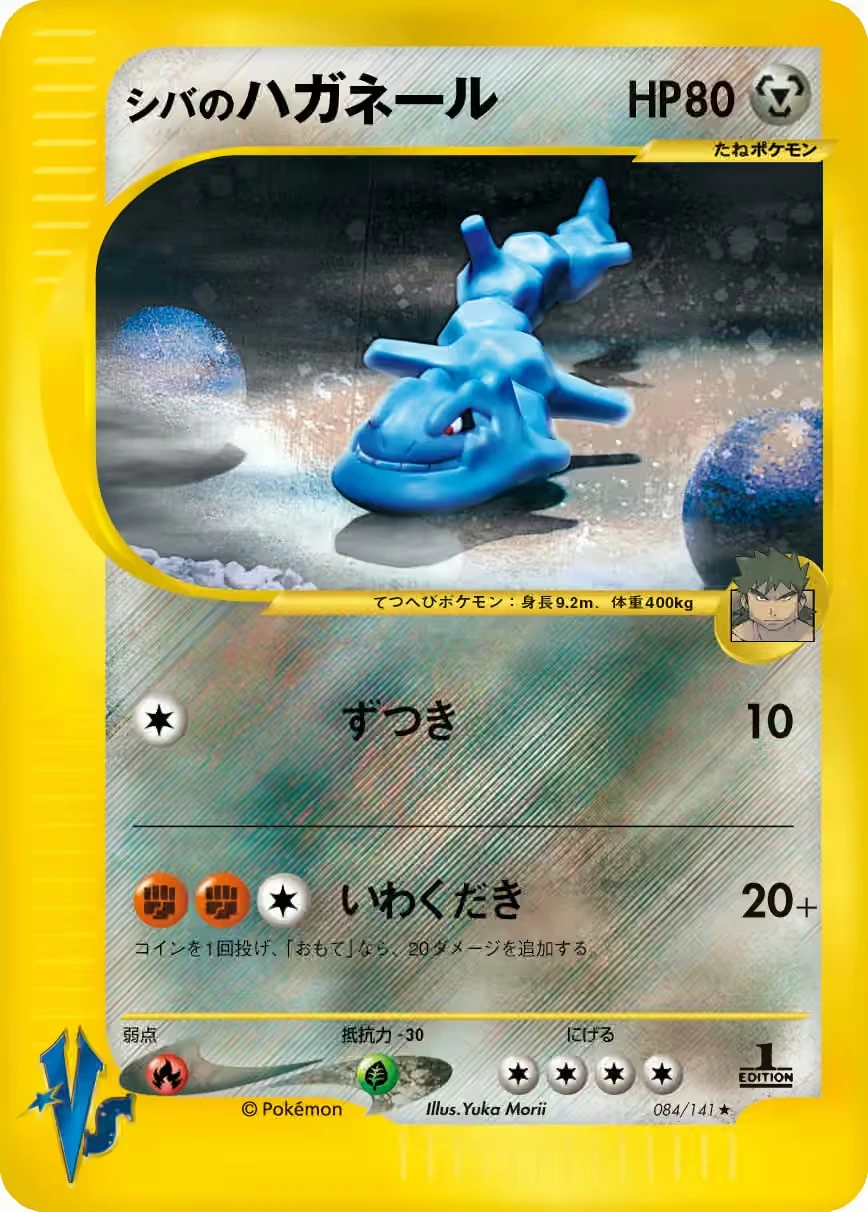 シバのハガネール HP80
たねポケモン
てつへびポケモン：身長9.2m、体重400kg
ずつき 10
いわくだき 20+
コインを1回投げ、「おもて」なら、20ダメージを追加する。
弱点 抵抗力 -30 にげる
1
EDITION
© Pokémon Illus. Yuka Morii 084/141★
VS